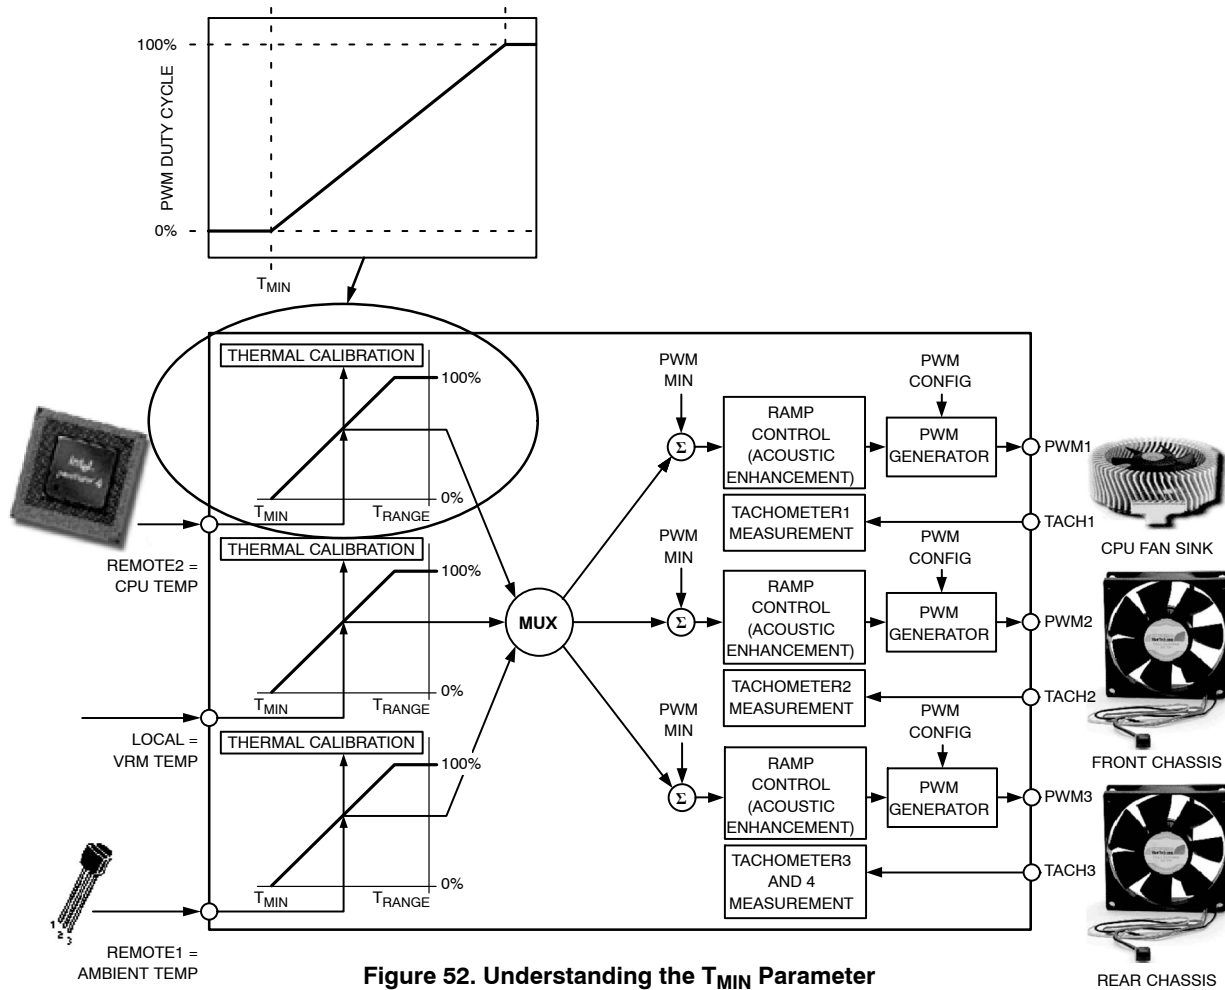 100%
PWM DUTY CYCLE
0%
TMIN
THERMAL CALIBRATION
100%
0%
TMIN
TRANGE
REMOTE2 =
CPU TEMP
THERMAL CALIBRATION
100%
0%
TMIN
TRANGE
LOCAL =
VRM TEMP
THERMAL CALIBRATION
100%
0%
TMIN
TRANGE
1
2
3
REMOTE1 =
AMBIENT TEMP
MUX
PWM
MIN
Σ
RAMP
CONTROL
(ACOUSTIC
ENHANCEMENT)
PWM
CONFIG
PWM
GENERATOR
PWM1
TACHOMETER1
MEASUREMENT
TACH1
CPU FAN SINK
PWM
MIN
Σ
RAMP
CONTROL
(ACOUSTIC
ENHANCEMENT)
PWM
CONFIG
PWM
GENERATOR
PWM2
TACHOMETER2
MEASUREMENT
TACH2
FRONT CHASSIS
PWM
MIN
Σ
RAMP
CONTROL
(ACOUSTIC
ENHANCEMENT)
PWM
CONFIG
PWM
GENERATOR
PWM3
TACHOMETER3
AND 4
MEASUREMENT
TACH3
REAR CHASSIS
Figure 52. Understanding the TMIN Parameter